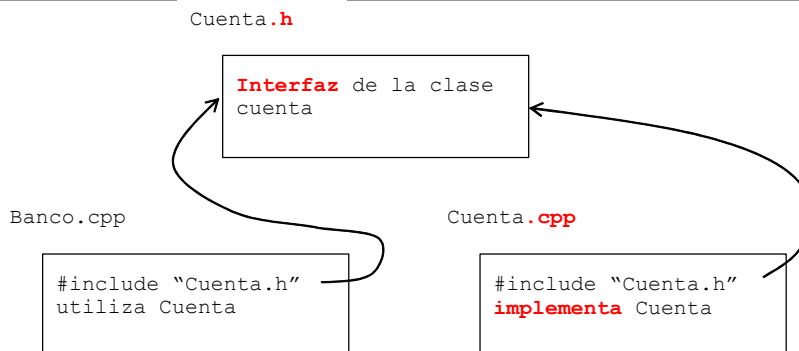 Cuenta.h
Interfaz de la clase
cuenta
Banco.cpp
#include “Cuenta.h”
utiliza Cuenta
Cuenta.cpp
#include “Cuenta.h”
implementa Cuenta